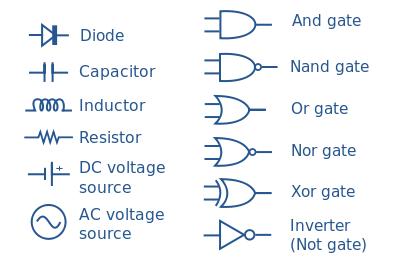 Diode
Capacitor
Inductor
Resistor
+
DC voltage
source
AC voltage
source
And gate
Nand gate
Or gate
Nor gate
Xor gate
Inverter
(Not gate)